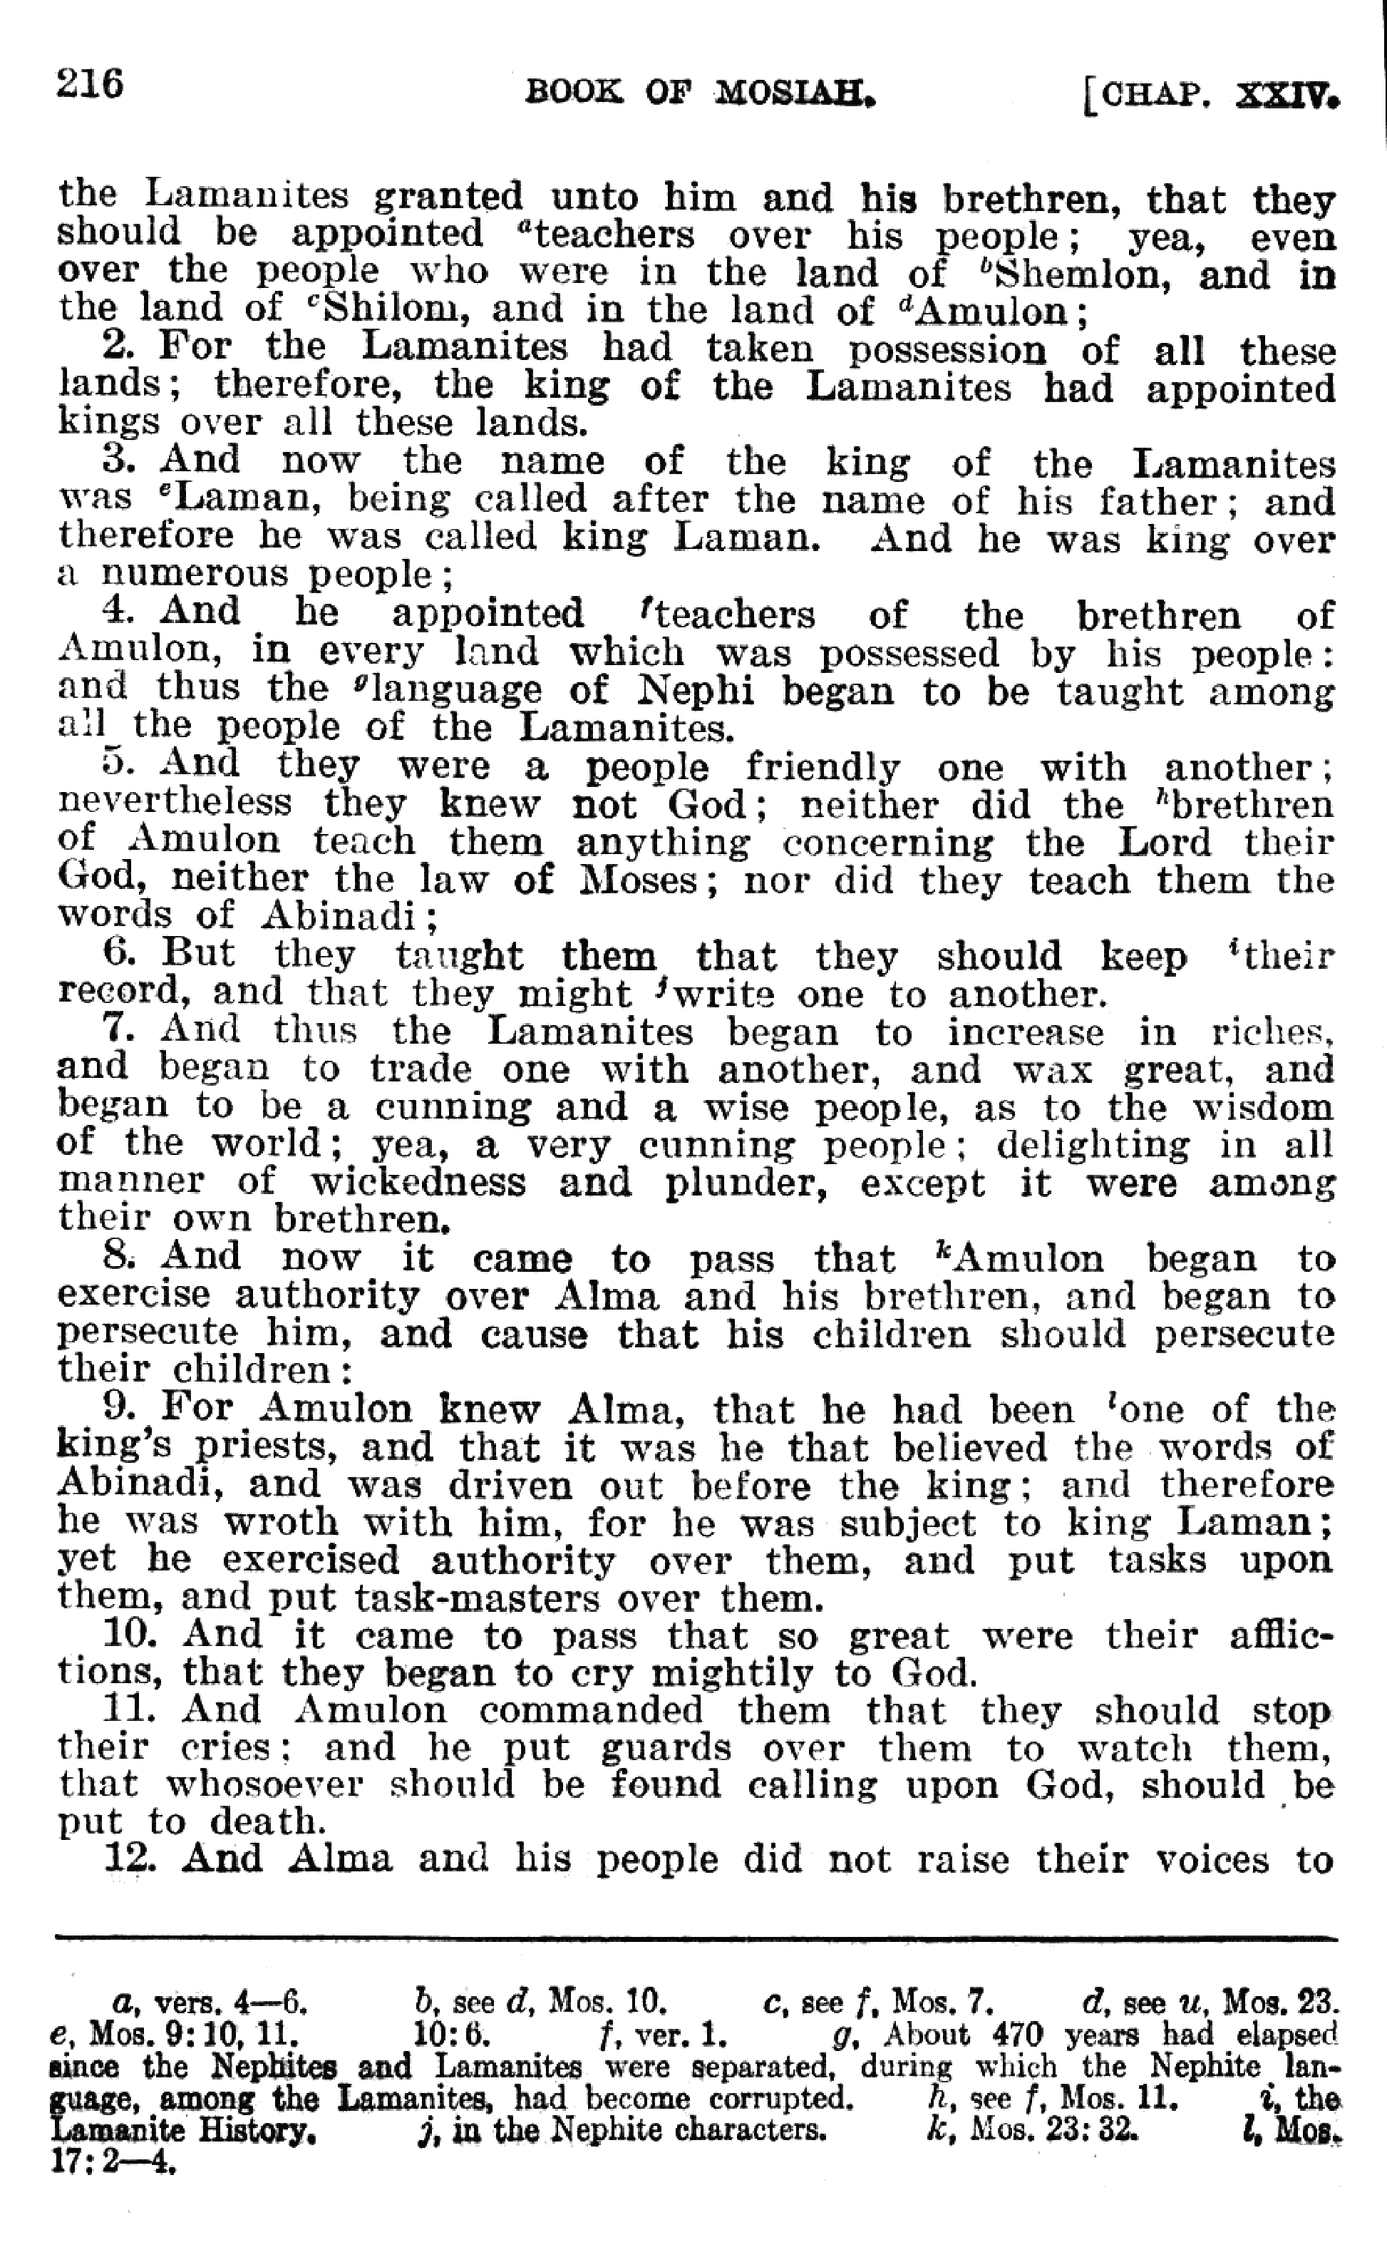 216 BOOK OF MOSIAH. [CHAP. XXIV.
the Lamanites granted unto him and his brethren, that they
should be appointed ᵃteachers over his people; yea, even
over the people who were in the land of ᵇShemlon, and in
the land of ᶜShilom, and in the land of ᵈAmulon;
2. For the Lamanites had taken possession of all these
lands; therefore, the king of the Lamanites had appointed
kings over all these lands.
3. And now the name of the king of the Lamanites
was ᵉLaman, being called after the name of his father; and
therefore he was called king Laman. And he was king over
a numerous people;
4. And he appointed ᶠteachers of the brethren of
Amulon, in every land which was possessed by his people:
and thus the ᵍlanguage of Nephi began to be taught among
all the people of the Lamanites.
5. And they were a people friendly one with another;
nevertheless they knew not God; neither did the ʰbrethren
of Amulon teach them anything concerning the Lord their
God, neither the law of Moses; nor did they teach them the
words of Abinadi;
6. But they taught them that they should keep ⁱtheir
record, and that they might ʲwrite one to another.
7. And thus the Lamanites began to increase in riches,
and began to trade one with another, and wax great, and
began to be a cunning and a wise people, as to the wisdom
of the world; yea, a very cunning people; delighting in all
manner of wickedness and plunder, except it were among
their own brethren.
8. And now it came to pass that ᵏAmulon began to
exercise authority over Alma and his brethren, and began to
persecute him, and cause that his children should persecute
their children:
9. For Amulon knew Alma, that he had been ˡone of the
king's priests, and that it was he that believed the words of
Abinadi, and was driven out before the king; and therefore
he was wroth with him, for he was subject to king Laman;
yet he exercised authority over them, and put tasks upon
them, and put task-masters over them.
10. And it came to pass that so great were their afflic-
tions, that they began to cry mightily to God.
11. And Amulon commanded them that they should stop
their cries; and he put guards over them to watch them,
that whosoever should be found calling upon God, should be
put to death.
12. And Alma and his people did not raise their voices to
a, vers. 4—6. b, see d, Mos. 10. c, see f, Mos. 7. d, see u, Mos. 23.
e, Mos. 9:10, 11. 10:6. f, ver. 1. g, About 470 years had elapsed
since the Nephites and Lamanites were separated, during which the Nephite lan-
guage, among the Lamanites, had become corrupted. h, see f, Mos. 11. i, the
Lamanite History. j, in the Nephite characters. k, Mos. 23:32. l, Mos.
17:2—4.